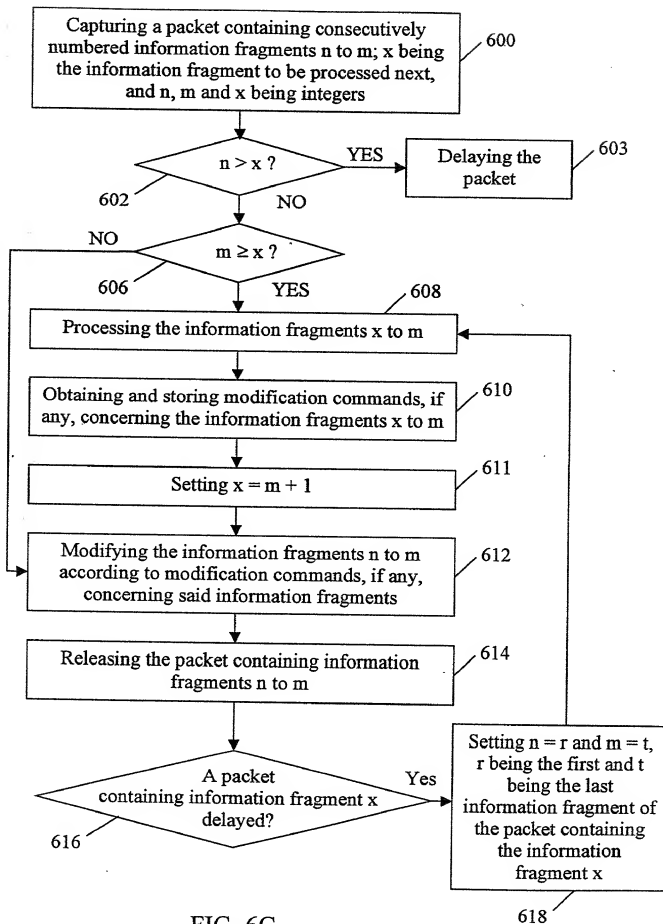 Capturing a packet containing consecutively
numbered information fragments n to m; x being
the information fragment to be processed next,
and n, m and x being integers
600
n > x ?
YES
602
NO
Delaying the
packet
603
NO
m ≥ x ?
606
YES
608
Processing the information fragments x to m
Obtaining and storing modification commands, if
any, concerning the information fragments x to m
610
Setting x = m + 1
611
Modifying the information fragments n to m
according to modification commands, if any,
concerning said information fragments
612
Releasing the packet containing information
fragments n to m
614
A packet
containing information fragment x
delayed?
616
Yes
Setting n = r and m = t,
r being the first and t
being the last
information fragment of
the packet containing
the information
fragment x
618
FIG. 6C